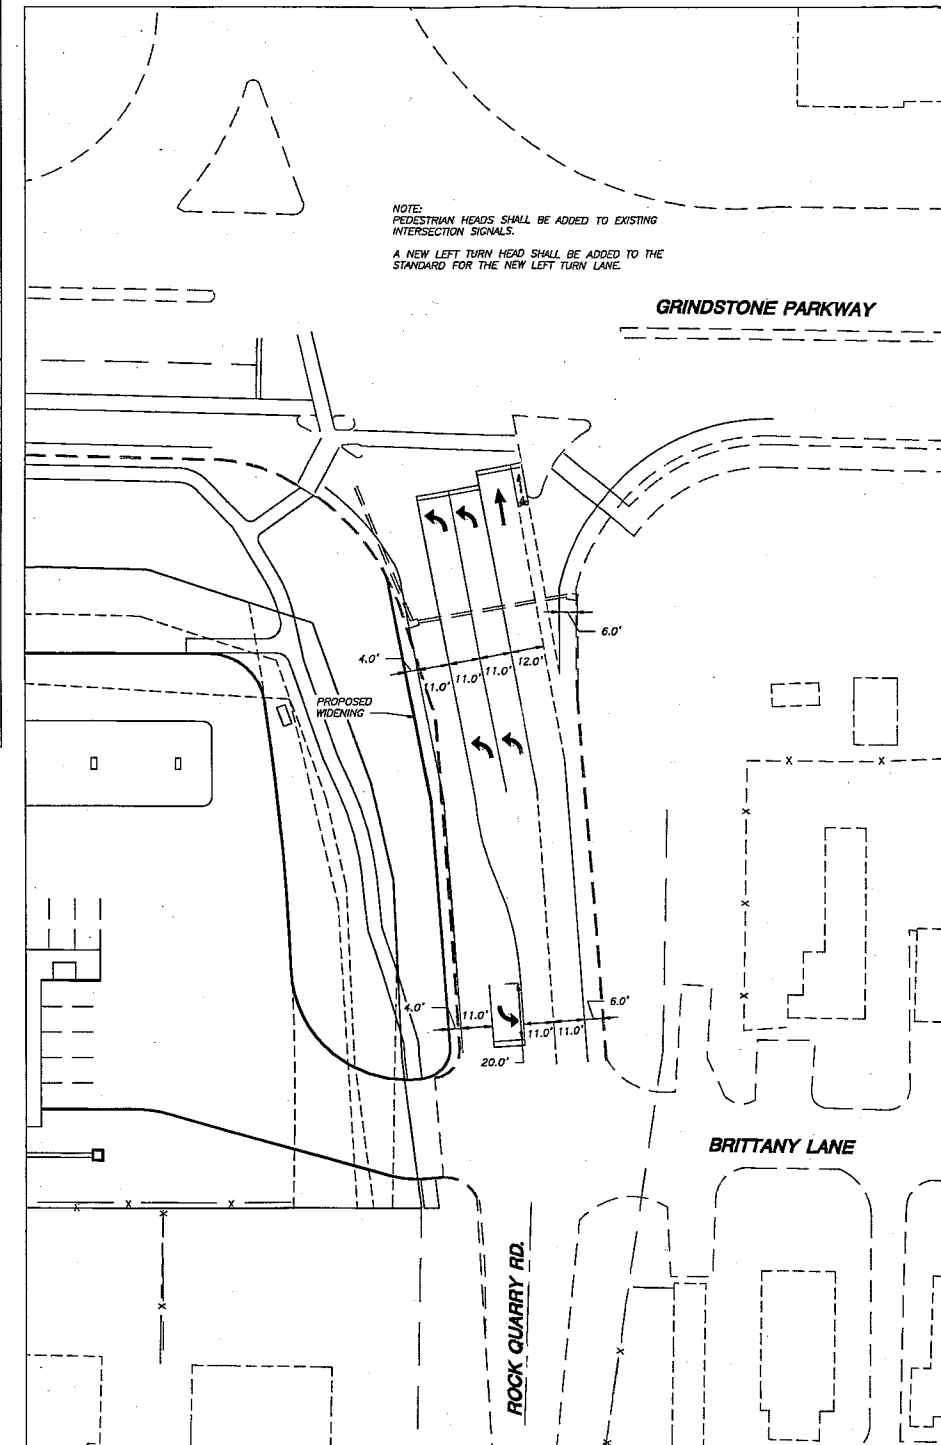 NOTE:
PEDESTRIAN HEADS SHALL BE ADDED TO EXISTING
INTERSECTION SIGNALS.
A NEW LEFT TURN HEAD SHALL BE ADDED TO THE
STANDARD FOR THE NEW LEFT TURN LANE.
GRINDSTONE PARKWAY
6.0'
4.0'
11.0'
11.0'
11.0'
12.0'
PROPOSED
WIDENING
4.0'
11.0'
20.0'
11.0'
11.0'
6.0'
BRITTANY LANE
ROCK QUARRY RD.